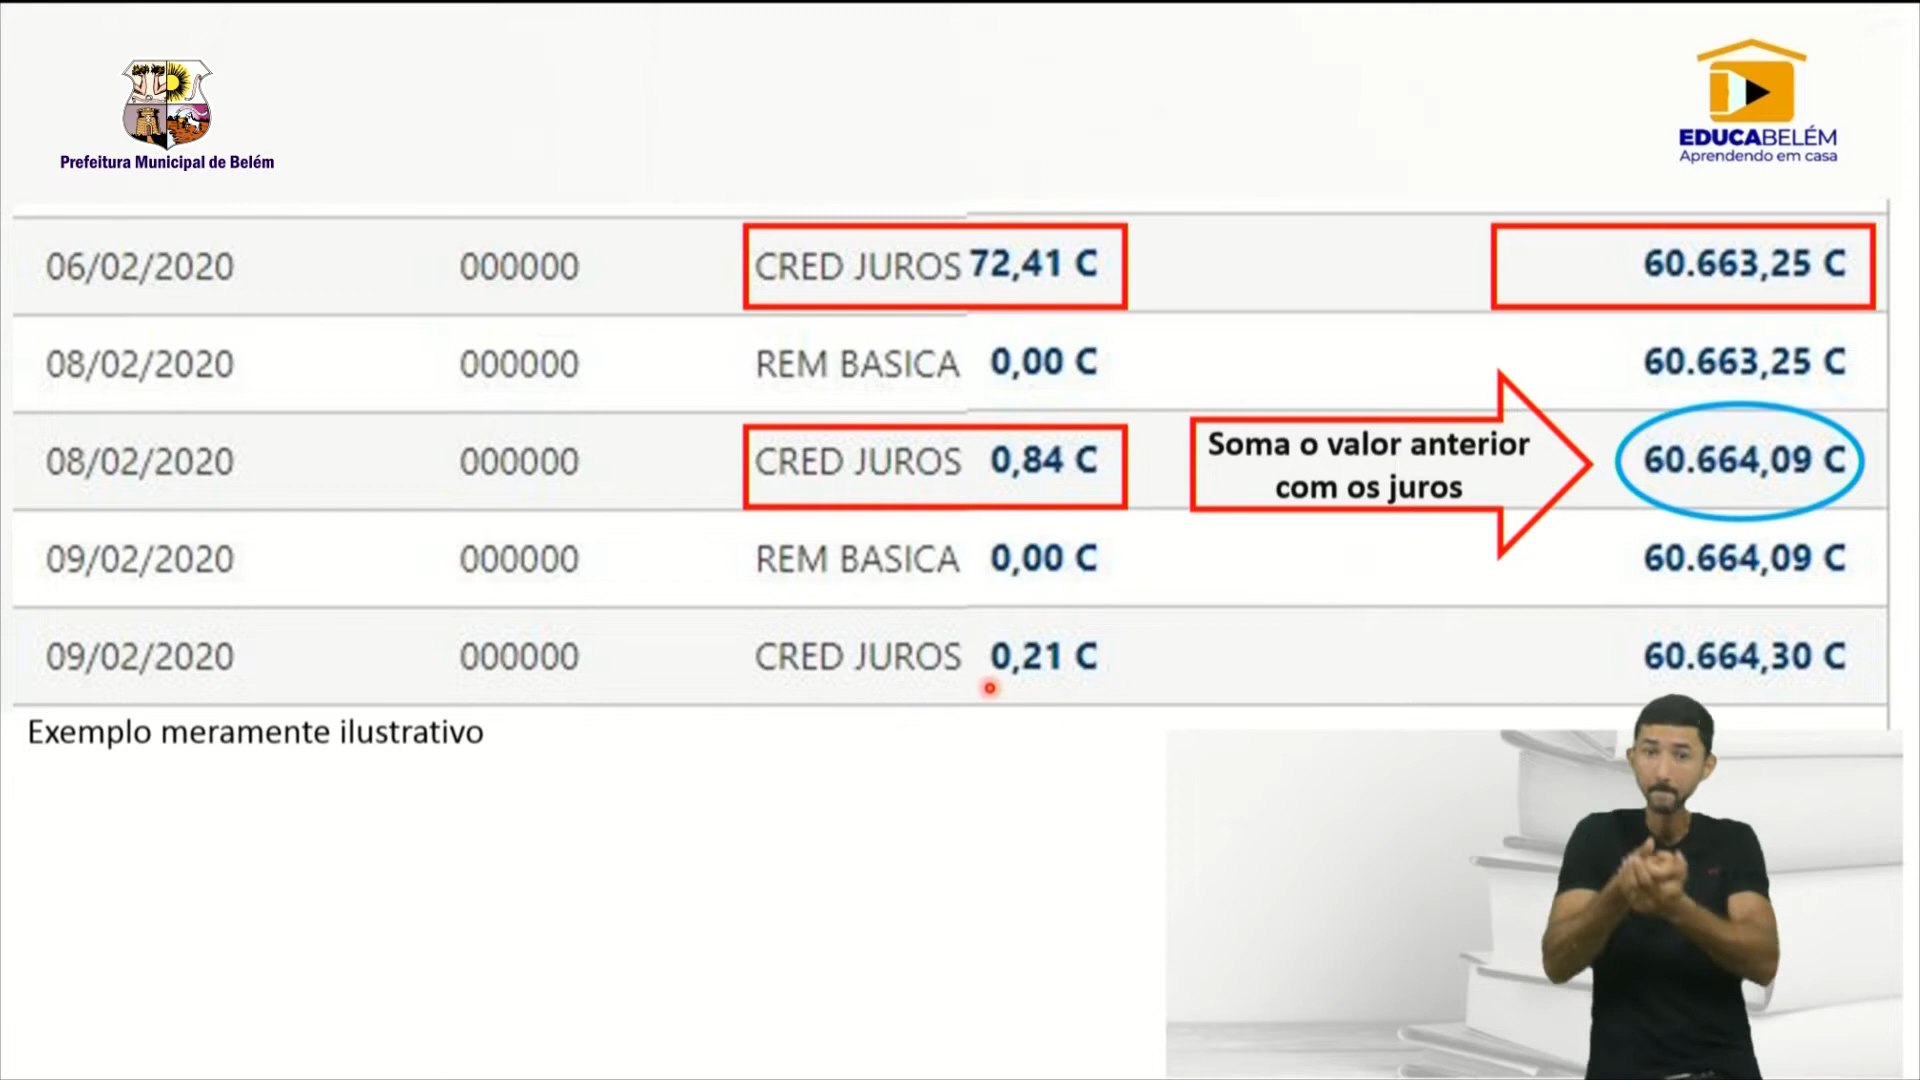 Prefeitura Municipal de Belém
EDUCABELÉM
Aprendendo em casa
06/02/2020 000000 CRED JUROS 72,41 C 60.663,25 C
08/02/2020 000000 REM BASICA 0,00 C 60.663,25 C
08/02/2020 000000 CRED JUROS 0,84 C Soma o valor anterior com os juros 60.664,09 C
09/02/2020 000000 REM BASICA 0,00 C 60.664,09 C
09/02/2020 000000 CRED JUROS 0,21 C 60.664,30 C
Exemplo meramente ilustrativo